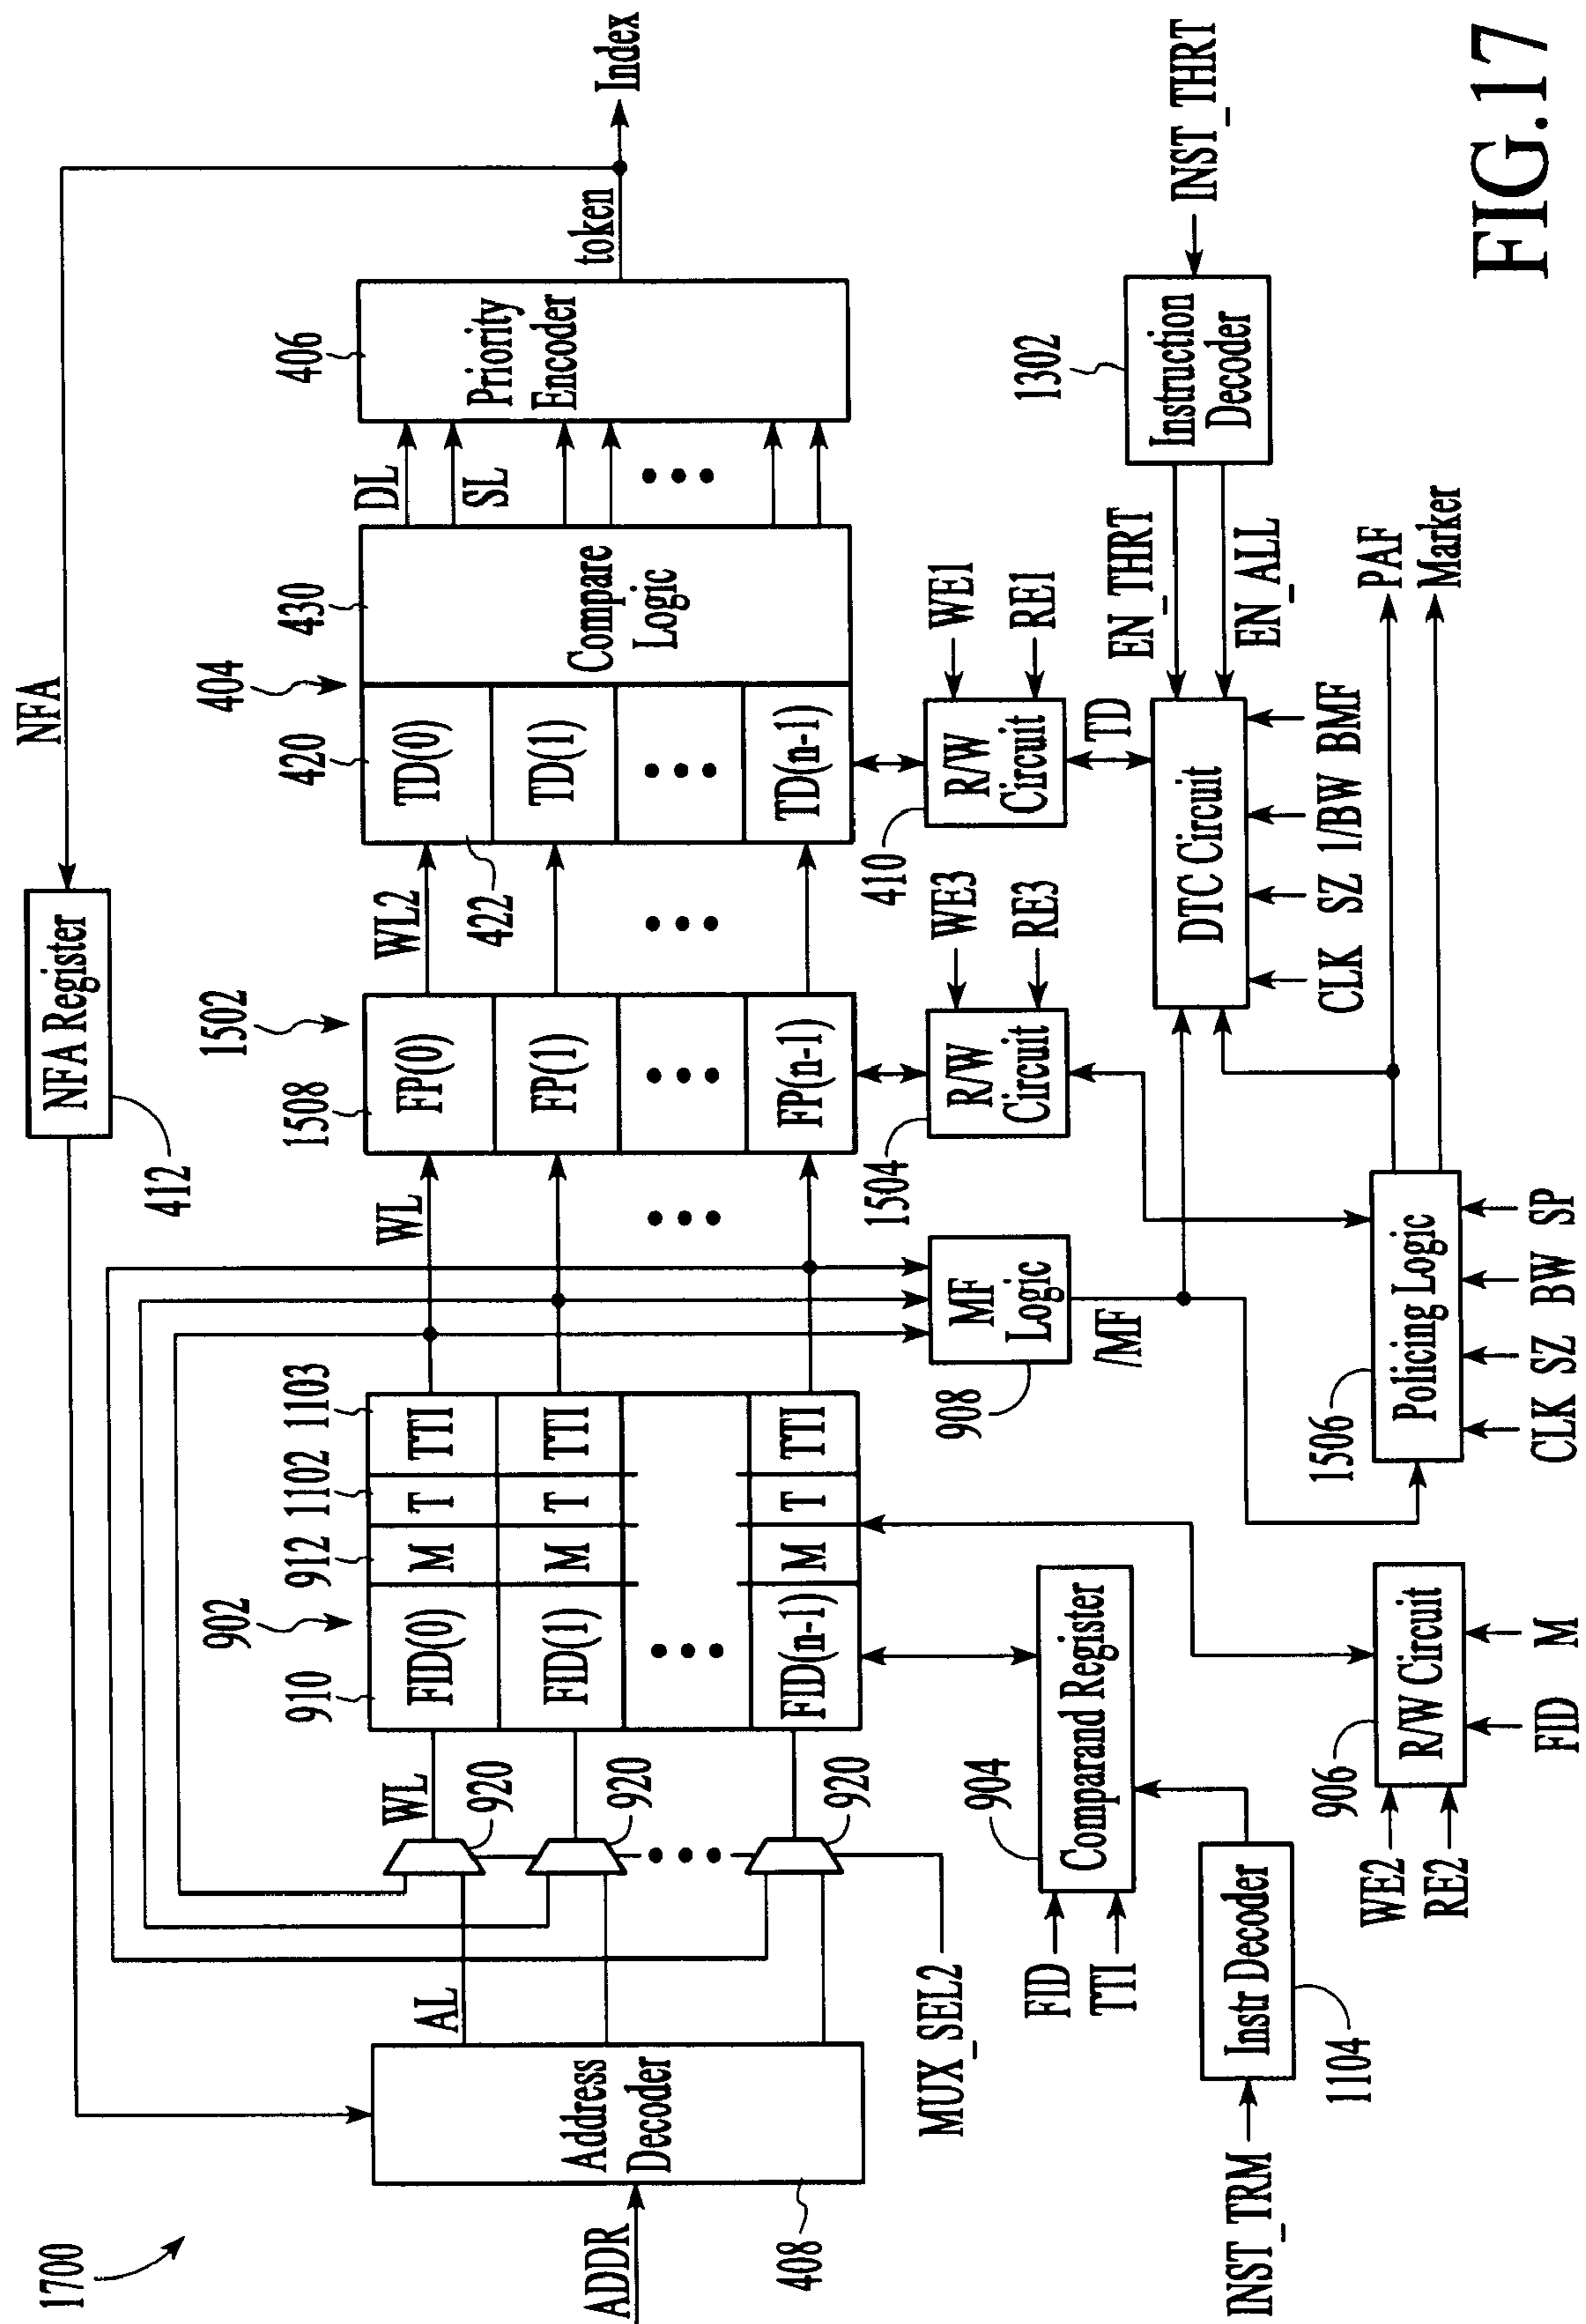 1700
ADDR
Address
Decoder
408
AL
MUX_SEL2
WL
920
920
920
NFA Register
412
NFA
910
902
912
1102
1103
FID(0)
M
T
TTI
FID(1)
M
T
TTI
FID(n-1)
M
T
TTI
WL
1508
1502
FP(0)
FP(1)
FP(n-1)
WL2
422
420
404
430
TD(0)
TD(1)
TD(n-1)
Compare
Logic
DL
SL
406
Priority
Encoder
token
Index
FID
TTI
904
Comparand Register
MF
Logic
908
/MF
1504
R/W
Circuit
WE3
RE3
410
R/W
Circuit
WE1
RE1
TD
INST_TRM
Instr Decoder
1104
WE2
RE2
906
R/W Circuit
FID
M
1506
Policing Logic
CLK
SZ
BW
SP
DTC Circuit
CLK
SZ
1/BW
BMF
EN_THRT
EN_ALL
1302
Instruction
Decoder
INST_THRT
PAF
Marker
FIG.17